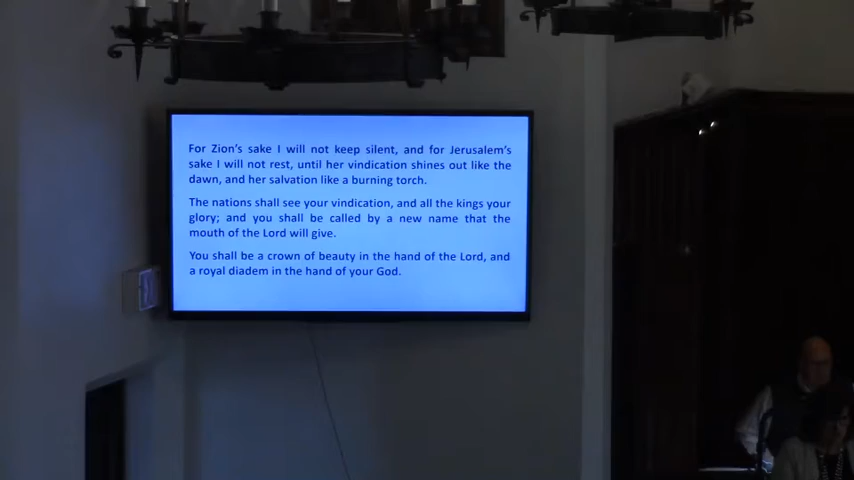 For Zion's sake I will not keep silent, and for Jerusalem's
sake I will not rest, until her vindication shines out like the
dawn, and her salvation like a burning torch.
The nations shall see your vindication, and all the kings your
glory; and you shall be called by a new name that the
mouth of the Lord will give.
You shall be a crown of beauty in the hand of the Lord, and
a royal diadem in the hand of your God.